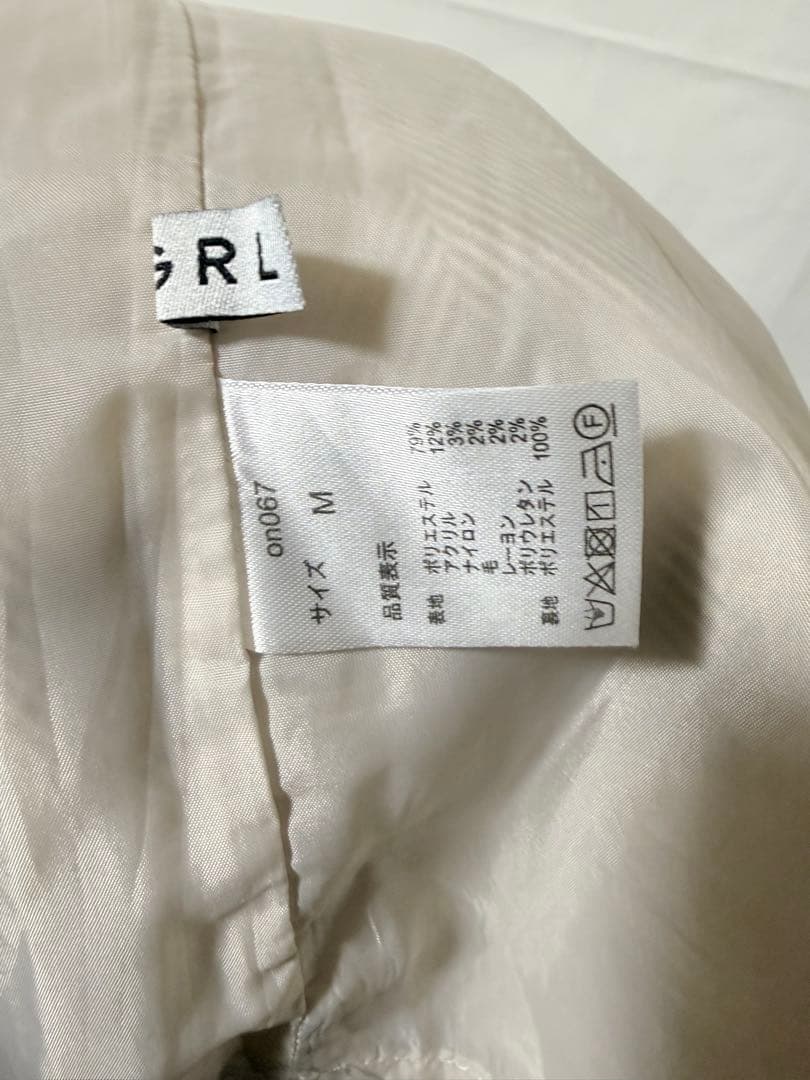 GRL
on067
サイズ M
品質表示
表地 ポリエステル 79%
アクリル 12%
ナイロン 3%
毛 2%
レーヨン 2%
ポリウレタン 2%
裏地 ポリエステル 100%
F